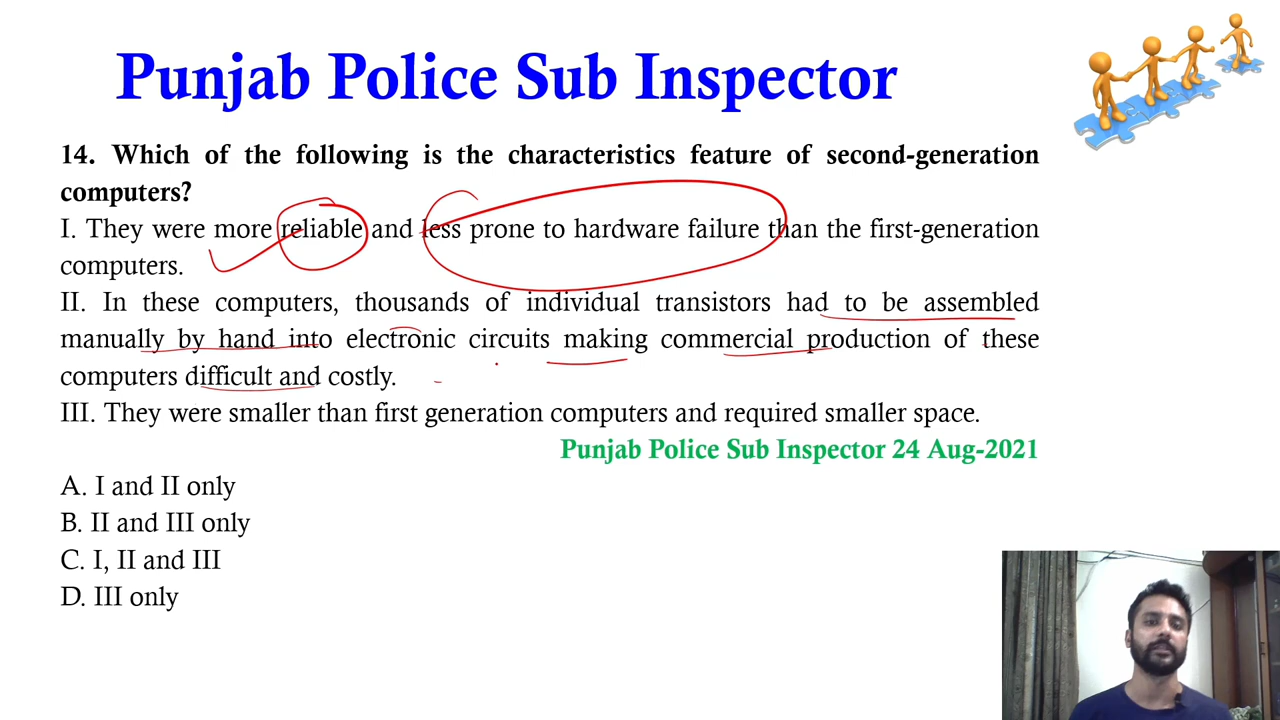 Punjab Police Sub Inspector
14. Which of the following is the characteristics feature of second-generation
computers?
I. They were more reliable and less prone to hardware failure than the first-generation
computers.
II. In these computers, thousands of individual transistors had to be assembled
manually by hand into electronic circuits making commercial production of these
computers difficult and costly.
III. They were smaller than first generation computers and required smaller space.
Punjab Police Sub Inspector 24 Aug-2021
A. I and II only
B. II and III only
C. I, II and III
D. III only